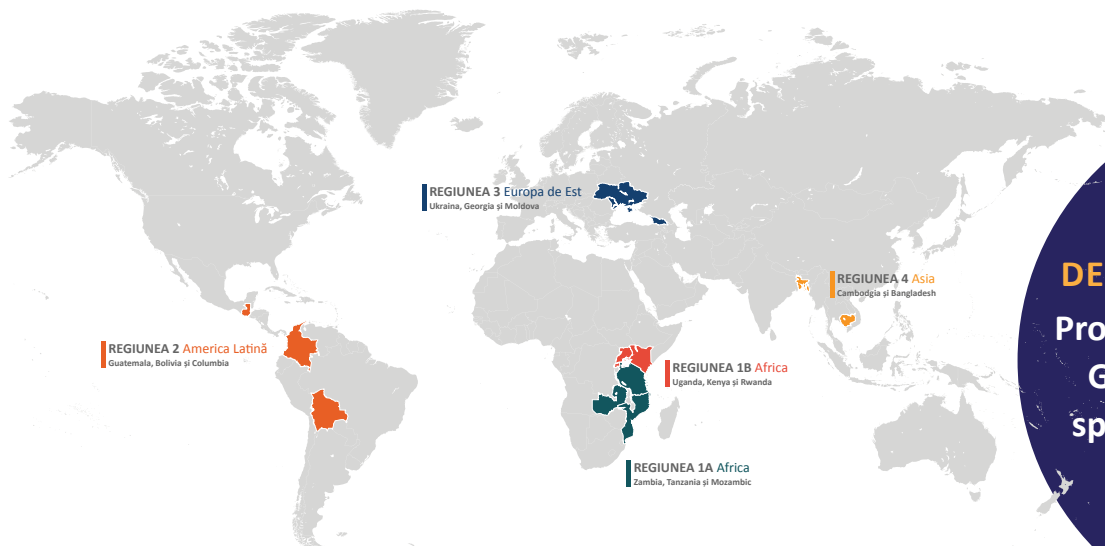 REGIUNEA 3 Europa de Est
Ukraina, Georgia și Moldova
REGIUNEA 4 Asia
Cambodgia și Bangladesh
REGIUNEA 2 America Latină
Guatemala, Bolivia și Columbia
REGIUNEA 1B Africa
Uganda, Kenya și Rwanda
REGIUNEA 1A Africa
Zambia, Tanzania și Mozambic
DE
Pro
G
sp